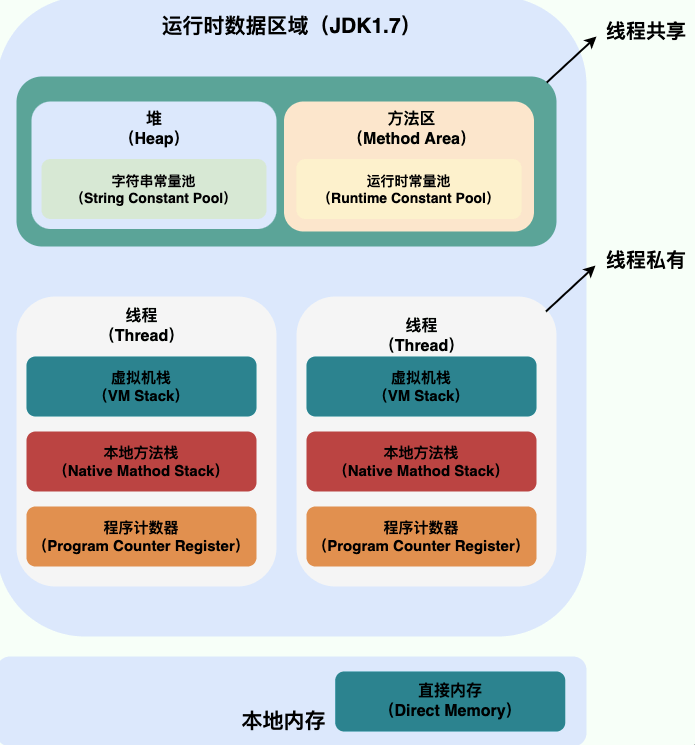 运行时数据区域（JDK1.7）
线程共享
堆
（Heap）
字符串常量池
（String Constant Pool）
方法区
（Method Area）
运行时常量池
（Runtime Constant Pool）
线程私有
线程
（Thread）
虚拟机栈
（VM Stack）
本地方法栈
（Native Mathod Stack）
程序计数器
（Program Counter Register）
线程
（Thread）
虚拟机栈
（VM Stack）
本地方法栈
（Native Mathod Stack）
程序计数器
（Program Counter Register）
本地内存
直接内存
（Direct Memory）